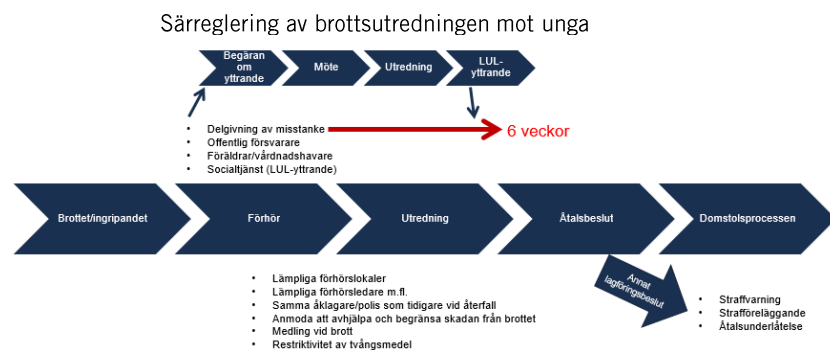 Särreglering av brottsutredningen mot unga
Begäran
om
yttrande
Möte
Utredning
LUL-
yttrande
• Delgivning av misstanke
• Offentlig försvarare
• Föräldrar/vårdnadshavare
• Socialtjänst (LUL-yttrande)
6 veckor
Brottet/ingripandet
Förhör
Utredning
Åtalsbeslut
Domstolsprocessen
• Lämpliga förhörslokaler
• Lämpliga förhörsledare m.fl.
• Samma åklagare/polis som tidigare vid återfall
• Anmoda att avhjälpa och begränsa skadan från brottet
• Medling vid brott
• Restriktivitet av tvångsmedel
Annat
lagföringsbeslut
• Straffvarning
• Strafföreläggande
• Åtalsunderlåtelse